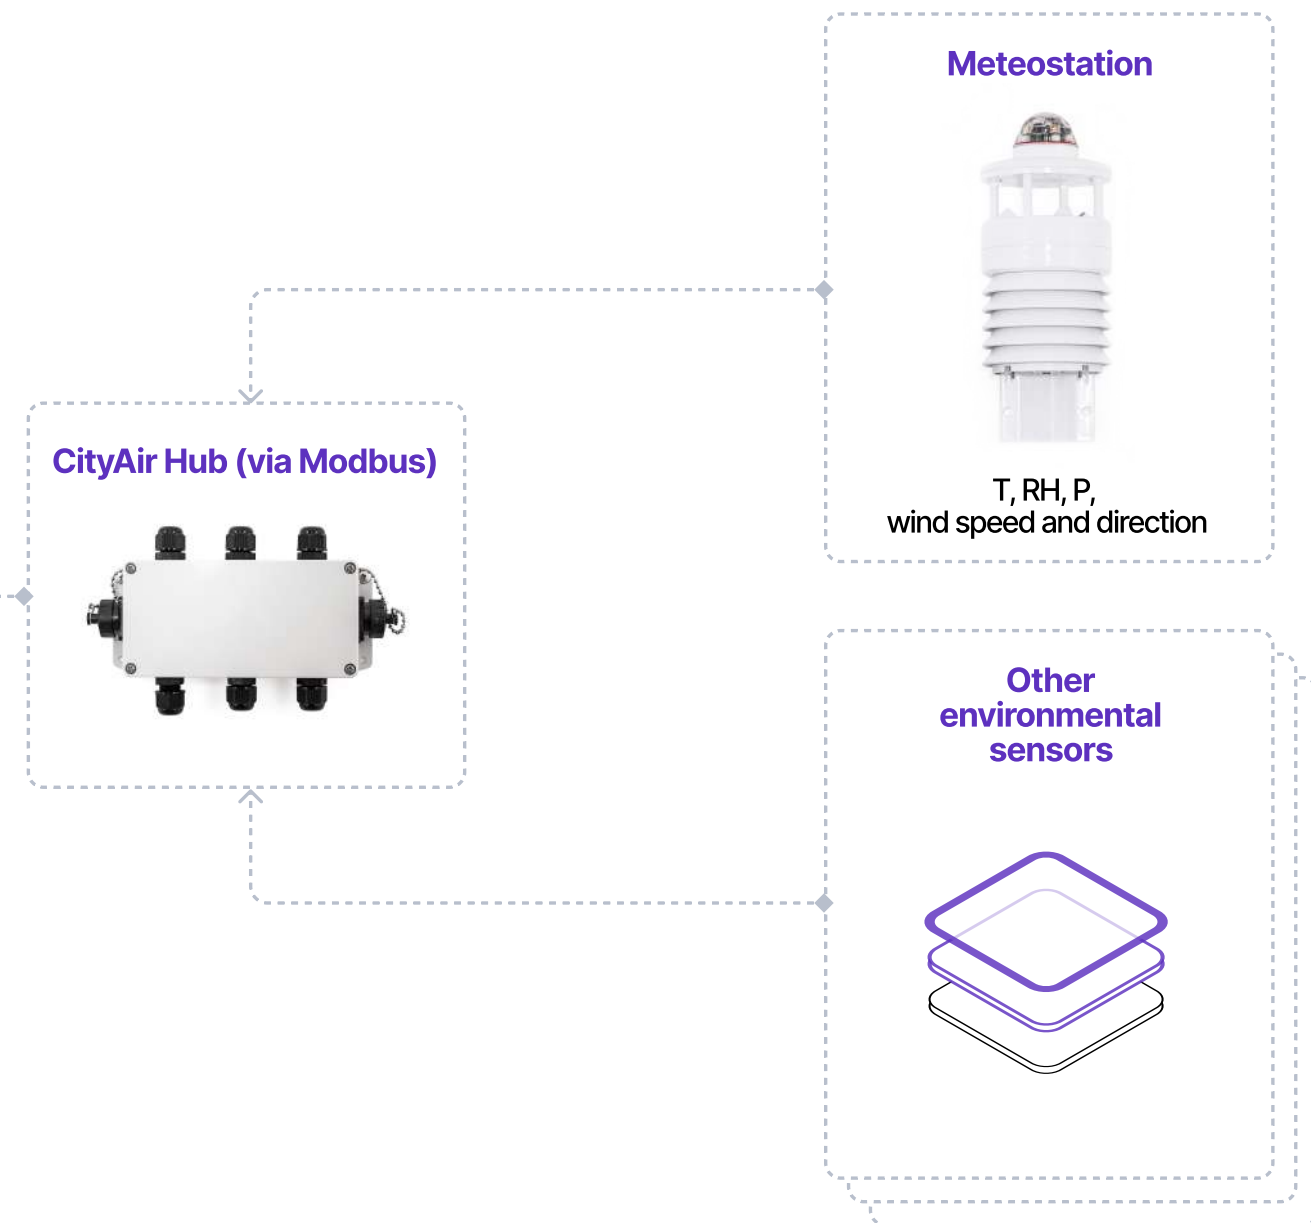 Meteostation
T, RH, P,
wind speed and direction
CityAir Hub (via Modbus)
Other
environmental
sensors